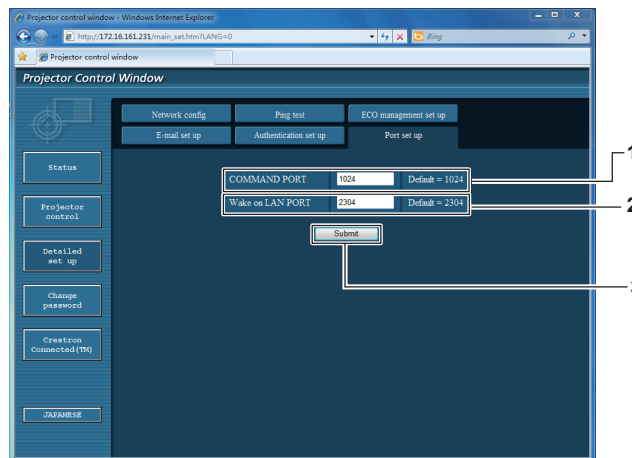 Projector control window - Windows Internet Explorer
http://172.16.161.231/main_set.htm?LANG=0
Bing
Projector control window
Projector Control Window
Network config
Ping test
ECO management set up
E-mail set up
Authentication set up
Port set up
Status
Projector control
Detailed set up
Change password
Crestron Connected(TM)
JAPANESE
COMMAND PORT 1024 Default = 1024
Wake on LAN PORT 2304 Default = 2304
Submit
1
2